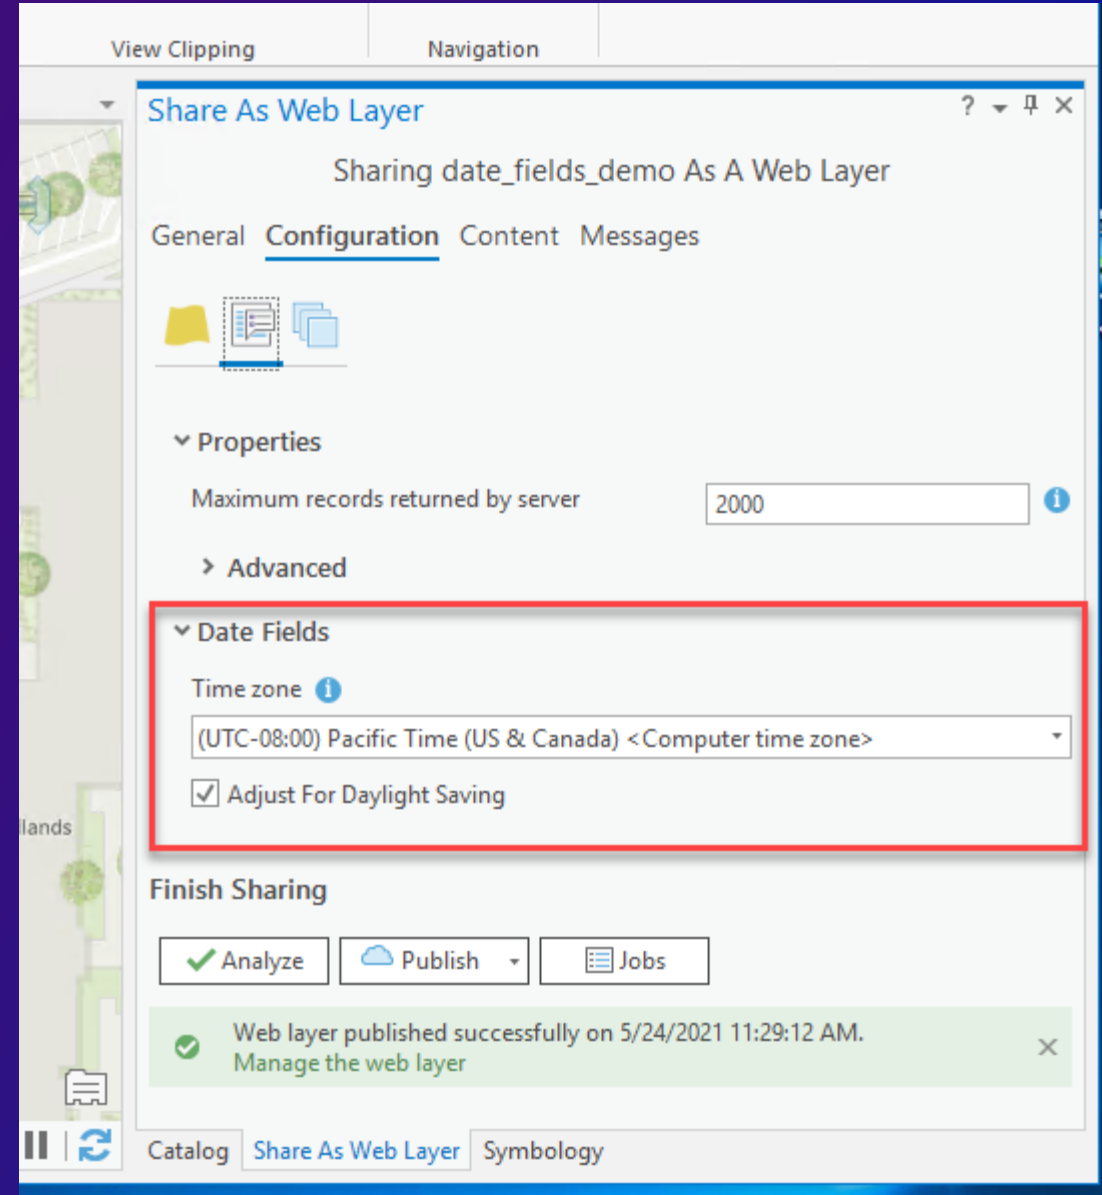 View Clipping
Navigation
Share As Web Layer
?
Sharing date_fields_demo As A Web Layer
General Configuration Content Messages
Properties
Maximum records returned by server
2000
Advanced
Date Fields
Time zone
(UTC-08:00) Pacific Time (US & Canada) <Computer time zone>
Adjust For Daylight Saving
llands
Finish Sharing
Analyze
Publish
Jobs
Web layer published successfully on 5/24/2021 11:29:12 AM.
Manage the web layer
Catalog Share As Web Layer Symbology